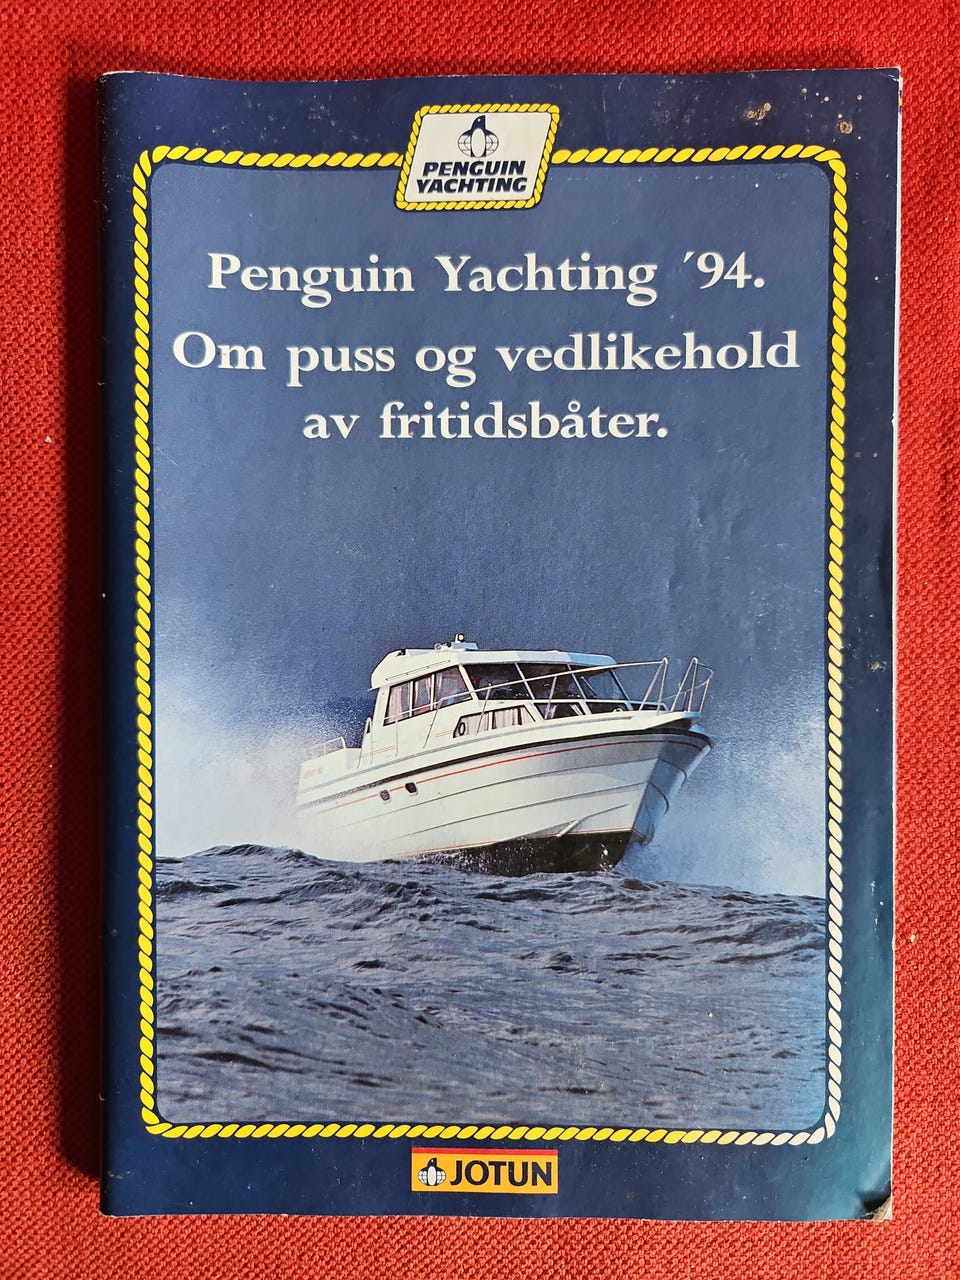 PENGUIN
YACHTING
Penguin Yachting ´94.
Om puss og vedlikehold
av fritidsbåter.
JOTUN